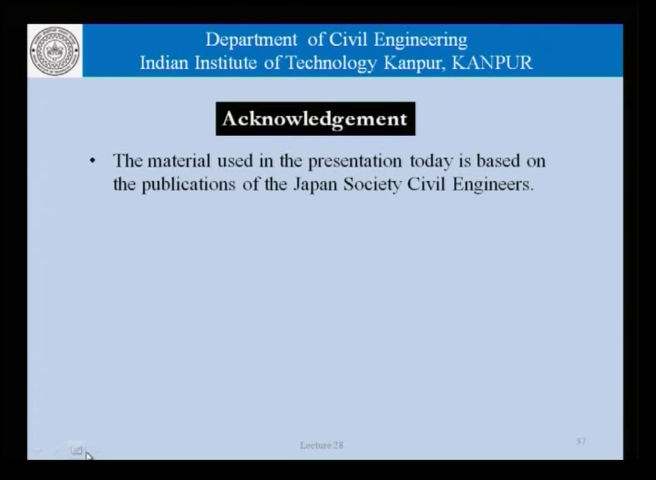 Department of Civil Engineering
Indian Institute of Technology Kanpur, KANPUR
Acknowledgement
• The material used in the presentation today is based on
the publications of the Japan Society Civil Engineers.
Lecture 28
37